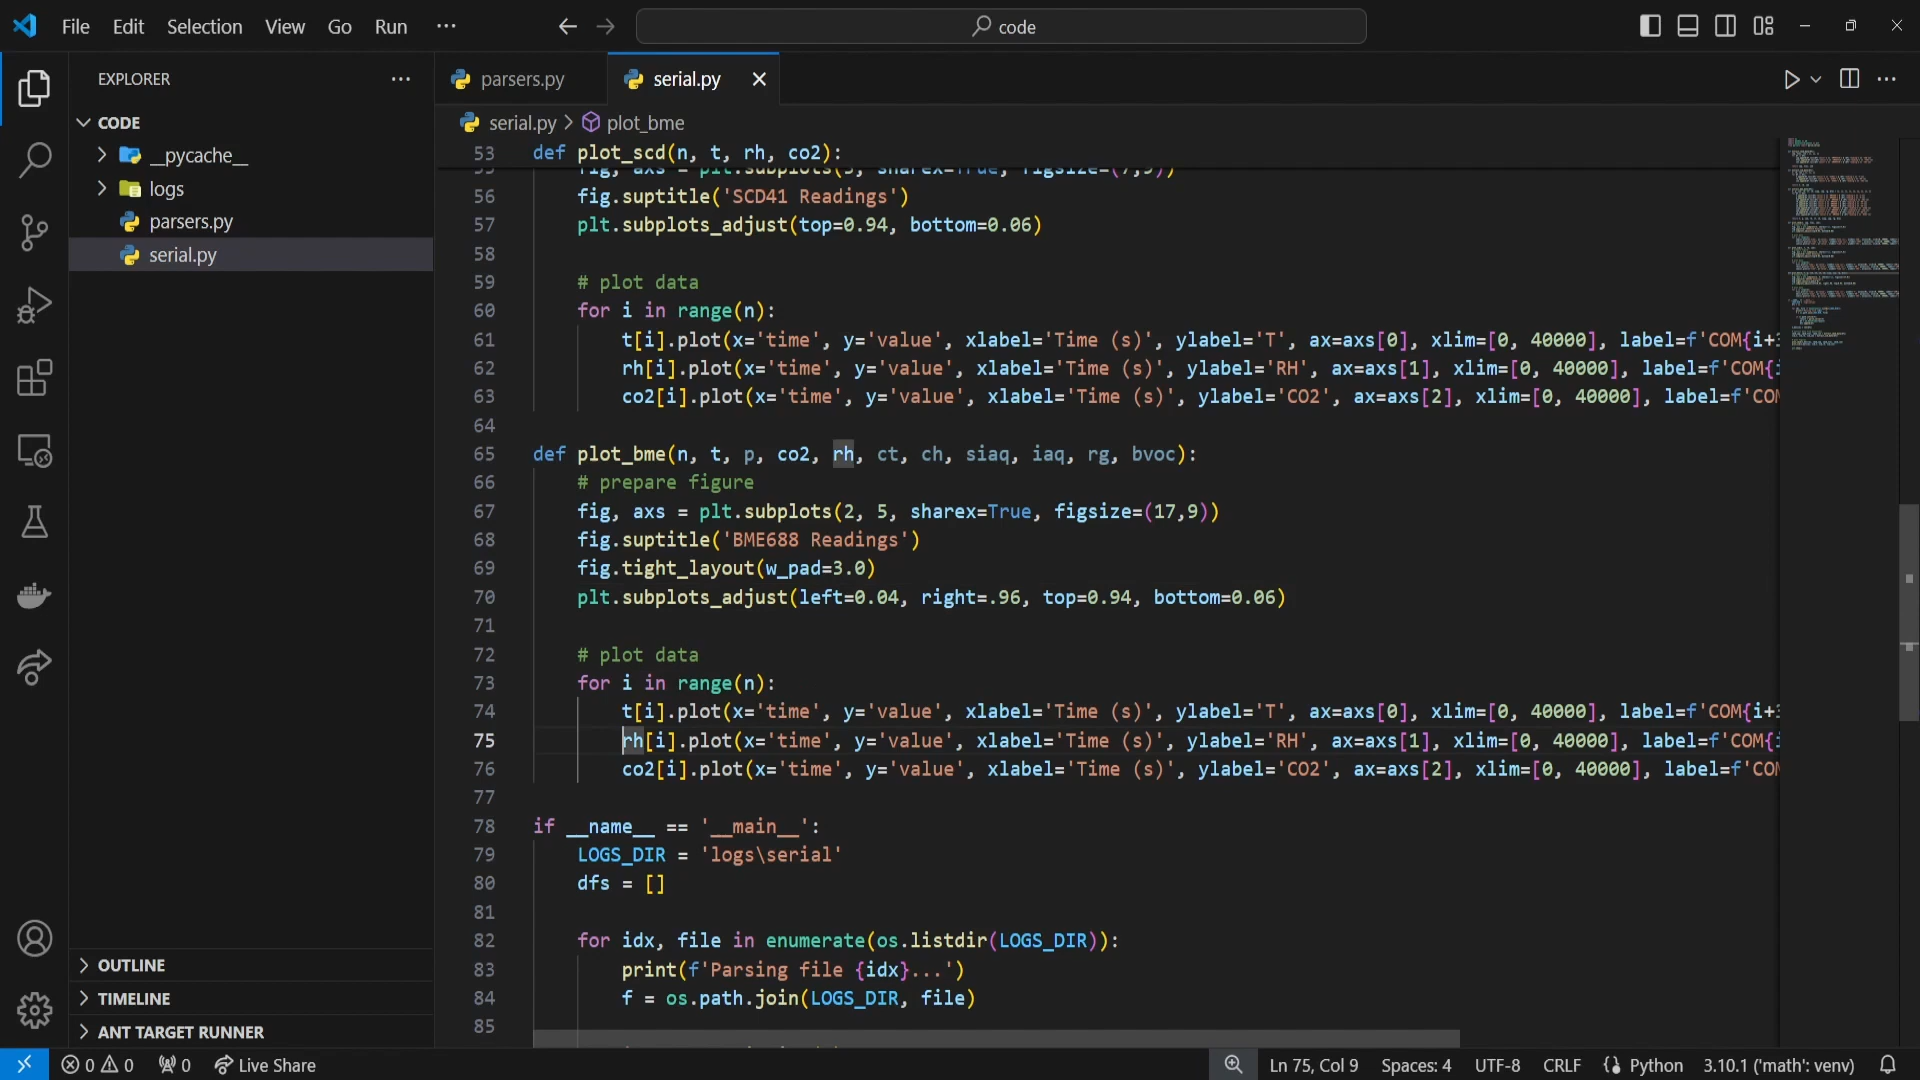 File Edit Selection View Go Run ···
code
EXPLORER ···
CODE
__pycache__
logs
parsers.py
serial.py
OUTLINE
TIMELINE
ANT TARGET RUNNER
parsers.py
serial.py
serial.py > plot_bme
53 def plot_scd(n, t, rh, co2):
55 fig, axs = plt.subplots(3, sharex=True, figsize=(7,9))
56 fig.suptitle('SCD41 Readings')
57 plt.subplots_adjust(top=0.94, bottom=0.06)
58
59 # plot data
60 for i in range(n):
61 t[i].plot(x='time', y='value', xlabel='Time (s)', ylabel='T', ax=axs[0], xlim=[0, 40000], label=f'COM{i+3
62 rh[i].plot(x='time', y='value', xlabel='Time (s)', ylabel='RH', ax=axs[1], xlim=[0, 40000], label=f'COM{i
63 co2[i].plot(x='time', y='value', xlabel='Time (s)', ylabel='CO2', ax=axs[2], xlim=[0, 40000], label=f'COM
64
65 def plot_bme(n, t, p, co2, rh, ct, ch, siaq, iaq, rg, bvoc):
66 # prepare figure
67 fig, axs = plt.subplots(2, 5, sharex=True, figsize=(17,9))
68 fig.suptitle('BME688 Readings')
69 fig.tight_layout(w_pad=3.0)
70 plt.subplots_adjust(left=0.04, right=.96, top=0.94, bottom=0.06)
71
72 # plot data
73 for i in range(n):
74 t[i].plot(x='time', y='value', xlabel='Time (s)', ylabel='T', ax=axs[0], xlim=[0, 40000], label=f'COM{i+3
75 rh[i].plot(x='time', y='value', xlabel='Time (s)', ylabel='RH', ax=axs[1], xlim=[0, 40000], label=f'COM{i
76 co2[i].plot(x='time', y='value', xlabel='Time (s)', ylabel='CO2', ax=axs[2], xlim=[0, 40000], label=f'COM
77
78 if __name__ == '__main__':
79 LOGS_DIR = 'logs\serial'
80 dfs = []
81
82 for idx, file in enumerate(os.listdir(LOGS_DIR)):
83 print(f'Parsing file {idx}...')
84 f = os.path.join(LOGS_DIR, file)
85
0 0 0 Live Share Ln 75, Col 9 Spaces: 4 UTF-8 CRLF Python 3.10.1 ('math': venv)